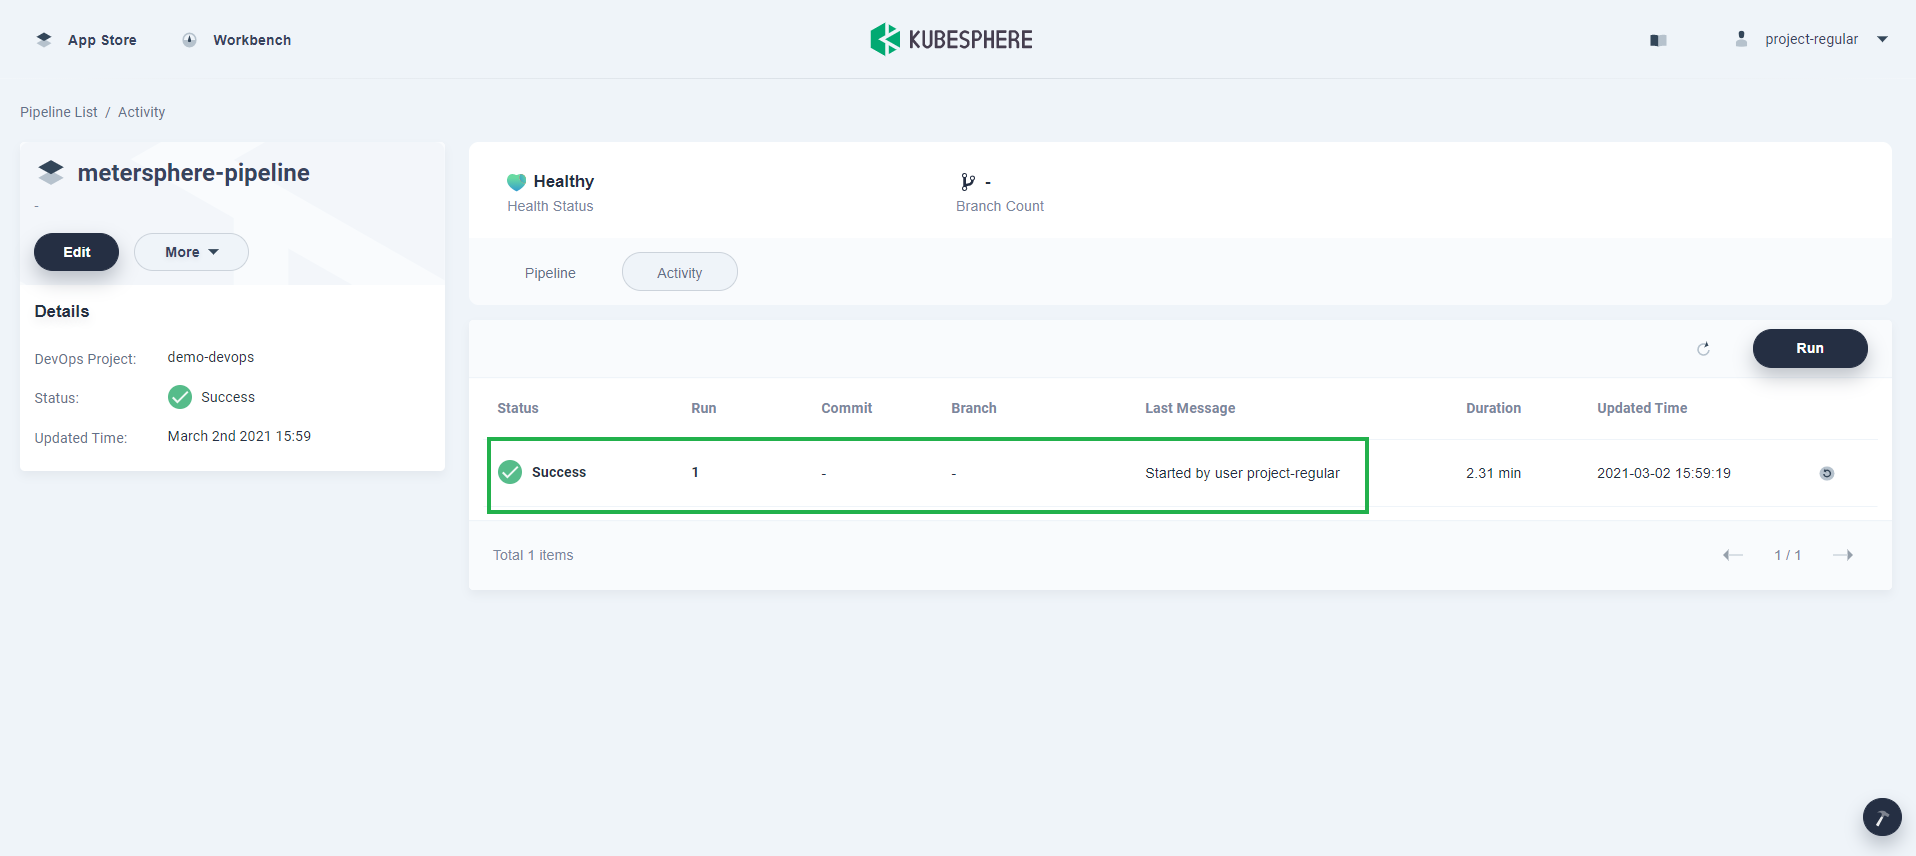 App Store Workbench KUBESPHERE project-regular
Pipeline List / Activity
metersphere-pipeline
-
Edit More
Details
DevOps Project: demo-devops
Status: Success
Updated Time: March 2nd 2021 15:59
Healthy
Health Status
-
Branch Count
Pipeline Activity
Run
Status Run Commit Branch Last Message Duration Updated Time
Success 1 - - Started by user project-regular 2.31 min 2021-03-02 15:59:19
Total 1 items 1 / 1